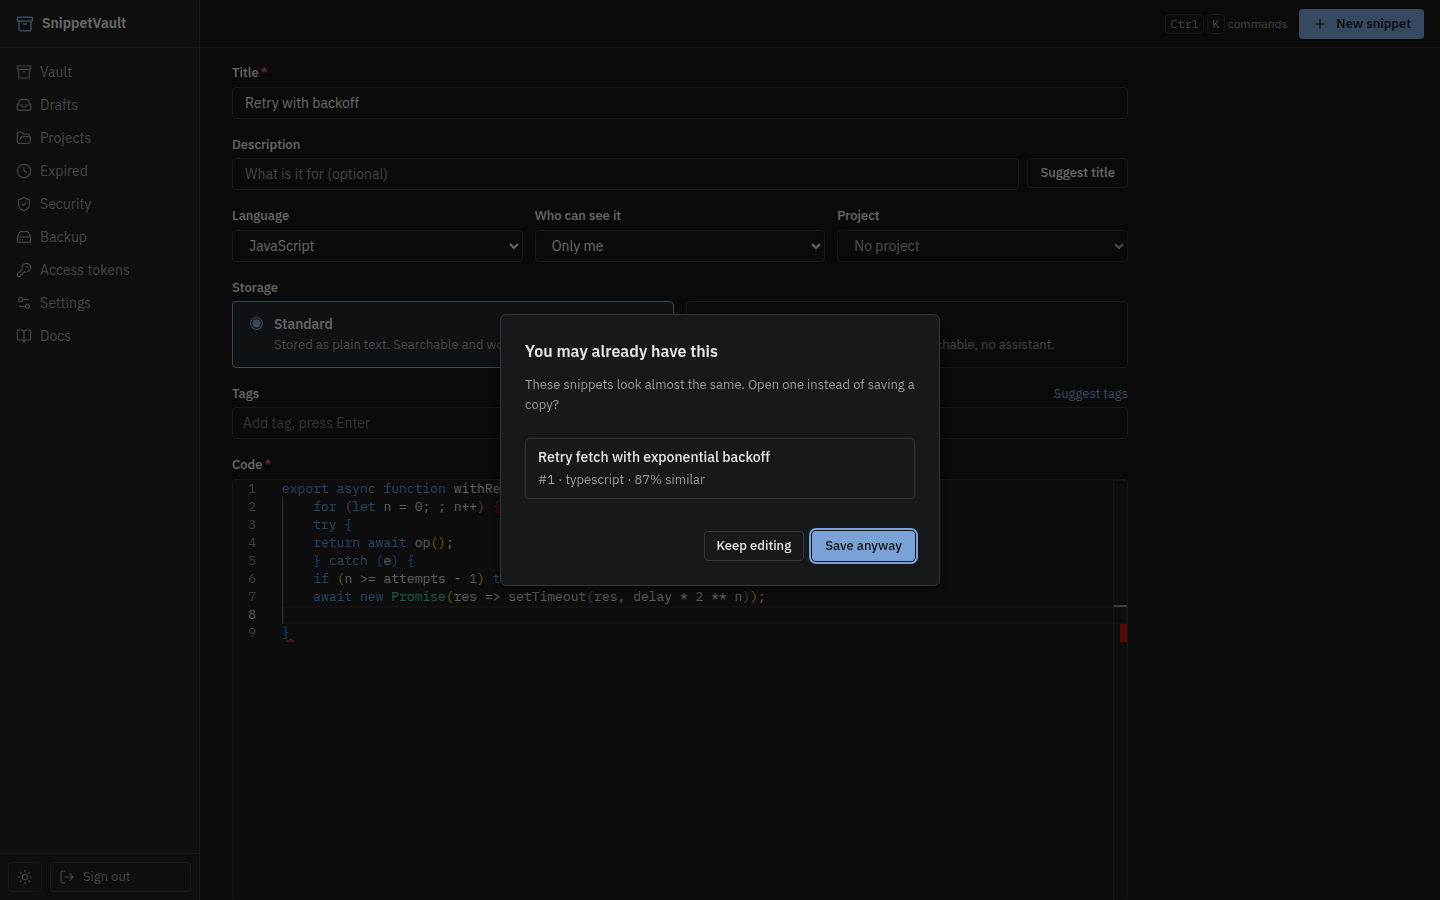 SnippetVault
Ctrl K commands
New snippet
Vault
Drafts
Projects
Expired
Security
Backup
Access tokens
Settings
Docs
Sign out
Title *
Retry with backoff
Description
What is it for (optional)
Suggest title
Language
Who can see it
Project
JavaScript
Only me
No project
Storage
Standard
Stored as plain text. Searchable and
no assistant.
Tags
Suggest tags
Add tag, press Enter
Code *
1 export async function
2 for (let n = 0; ; n++) {
3 try {
4 return await op();
5 } catch (e) {
6 if (n >= attempts - 1)
7 await new Promise(res => setTimeout(res, delay * 2 ** n));
8
9 }
You may already have this
These snippets look almost the same. Open one instead of saving a
copy?
Retry fetch with exponential backoff
#1 · typescript · 87% similar
Keep editing
Save anyway